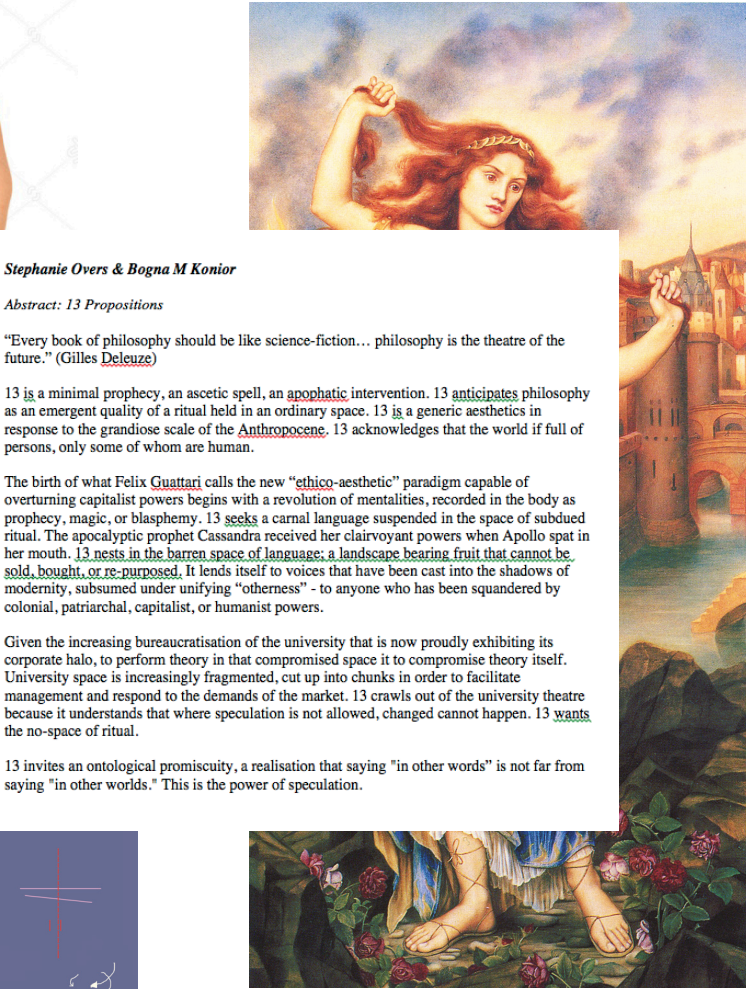 Stephanie Overs & Bogna M Konior
Abstract: 13 Propositions
“Every book of philosophy should be like science-fiction… philosophy is the theatre of the
future.” (Gilles Deleuze)
13 is a minimal prophecy, an ascetic spell, an apophatic intervention. 13 anticipates philosophy
as an emergent quality of a ritual held in an ordinary space. 13 is a generic aesthetics in
response to the grandiose scale of the Anthropocene. 13 acknowledges that the world if full of
persons, only some of whom are human.
The birth of what Felix Guattari calls the new “ethico-aesthetic” paradigm capable of
overturning capitalist powers begins with a revolution of mentalities, recorded in the body as
prophecy, magic, or blasphemy. 13 seeks a carnal language suspended in the space of subdued
ritual. The apocalyptic prophet Cassandra received her clairvoyant powers when Apollo spat in
her mouth. 13 nests in the barren space of language; a landscape bearing fruit that cannot be
sold, bought, or re-purposed. It lends itself to voices that have been cast into the shadows of
modernity, subsumed under unifying “otherness” - to anyone who has been squandered by
colonial, patriarchal, capitalist, or humanist powers.
Given the increasing bureaucratisation of the university that is now proudly exhibiting its
corporate halo, to perform theory in that compromised space it to compromise theory itself.
University space is increasingly fragmented, cut up into chunks in order to facilitate
management and respond to the demands of the market. 13 crawls out of the university theatre
because it understands that where speculation is not allowed, changed cannot happen. 13 wants
the no-space of ritual.
13 invites an ontological promiscuity, a realisation that saying "in other words” is not far from
saying "in other worlds." This is the power of speculation.